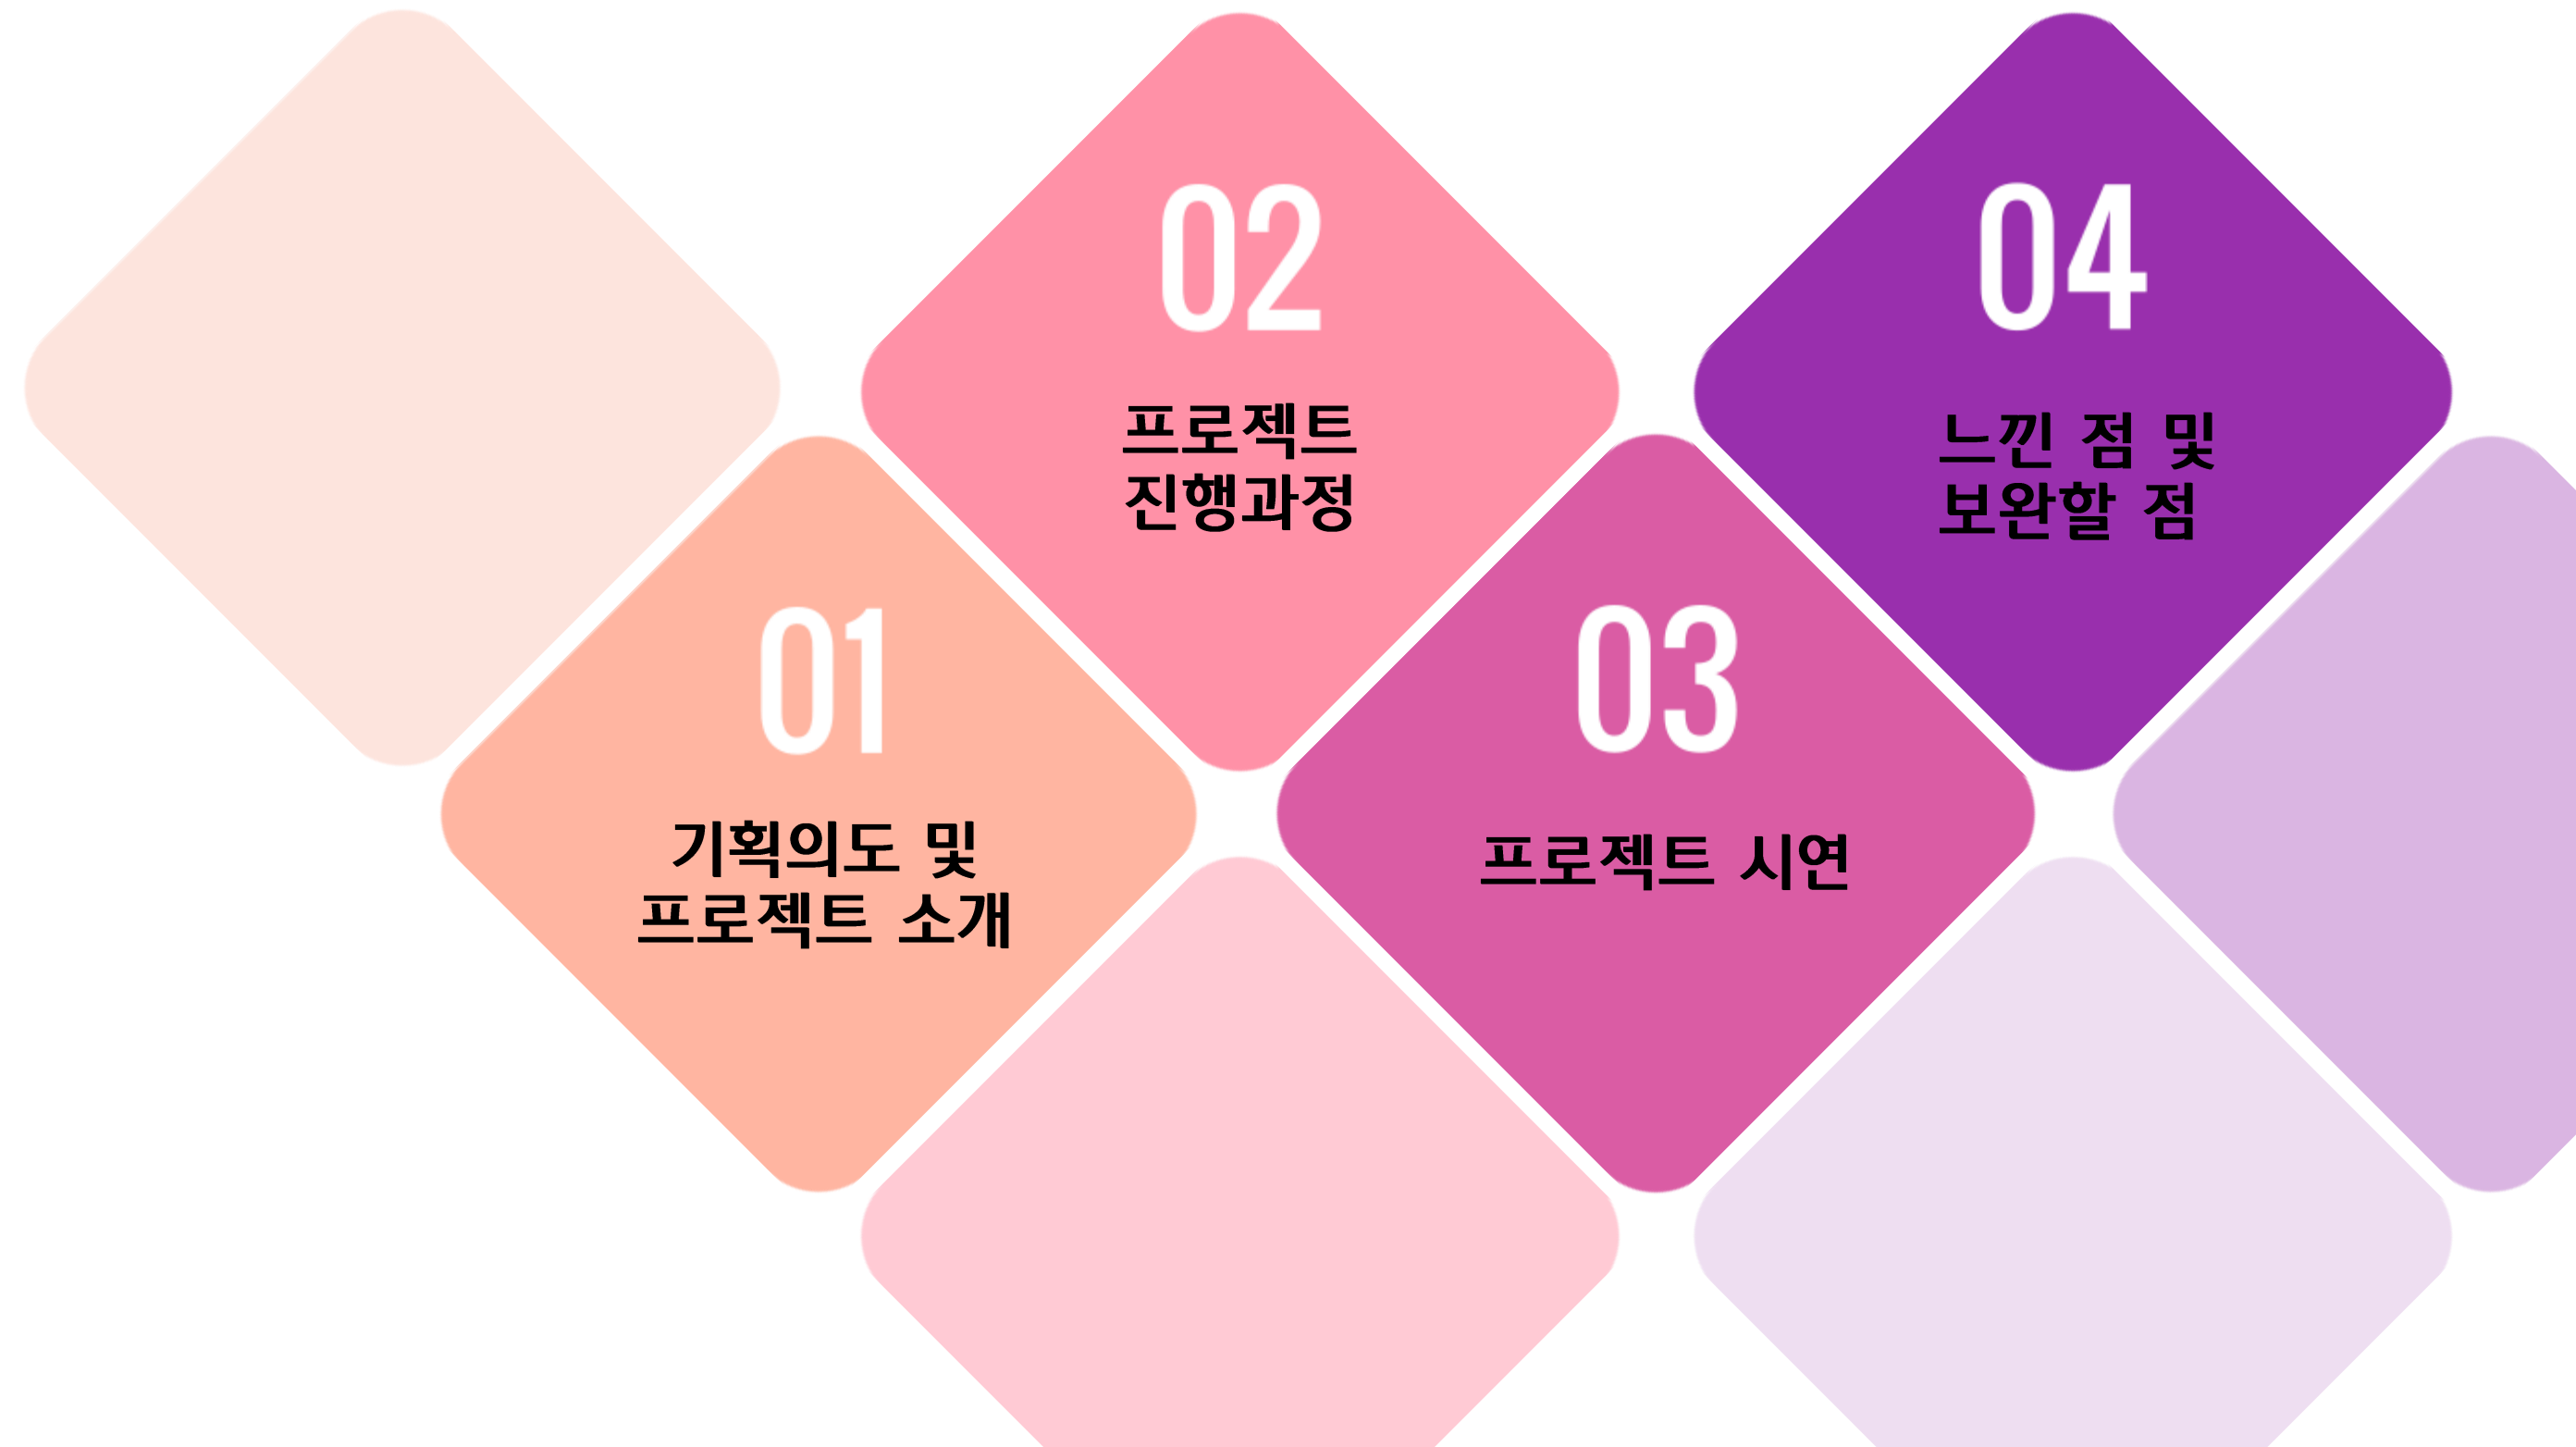 01
기획의도 및
프로젝트 소개
02
프로젝트
진행과정
03
프로젝트 시연
04
느낀 점 및
보완할 점